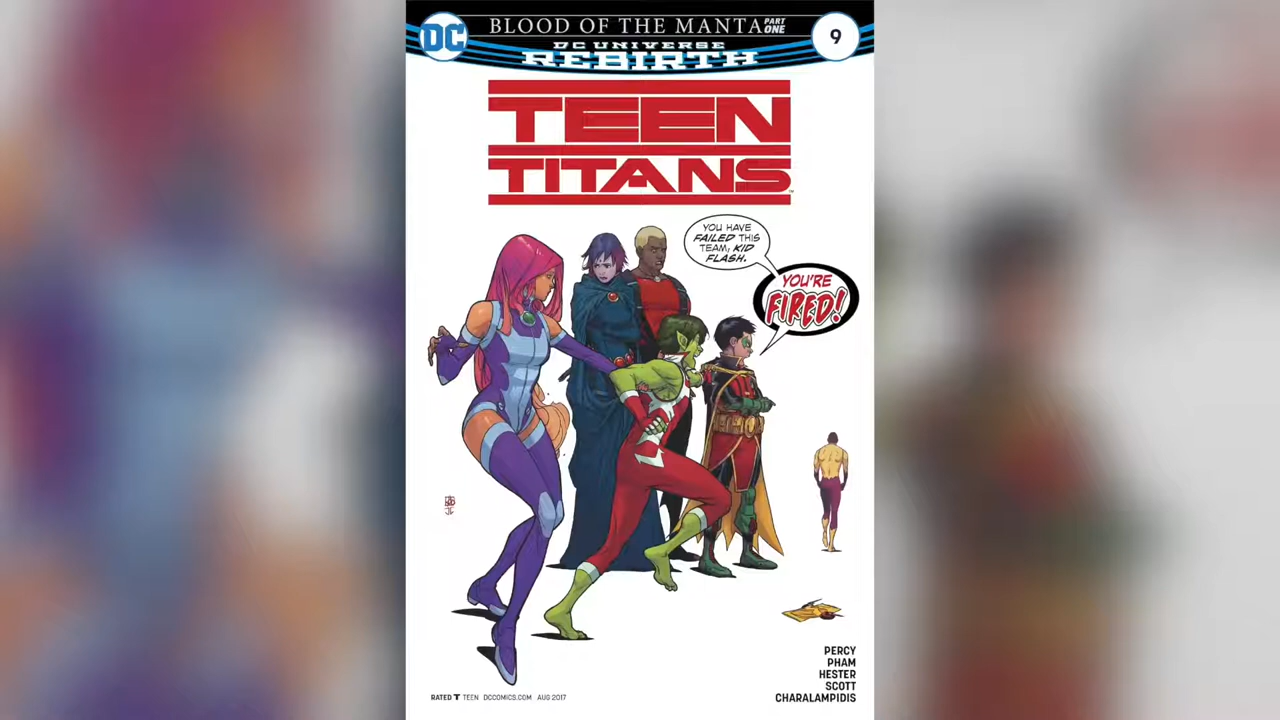 BLOOD OF THE MANTA PART ONE
DC
DC UNIVERSE
REBIRTH
9
TEEN
TITANS
YOU HAVE
FAILED THIS
TEAM, KID
FLASH.
YOU'RE
FIRED!
PERCY
PHAM
HESTER
SCOTT
CHARALAMPIDIS
RATED T TEEN DCCOMICS.COM AUG 2017